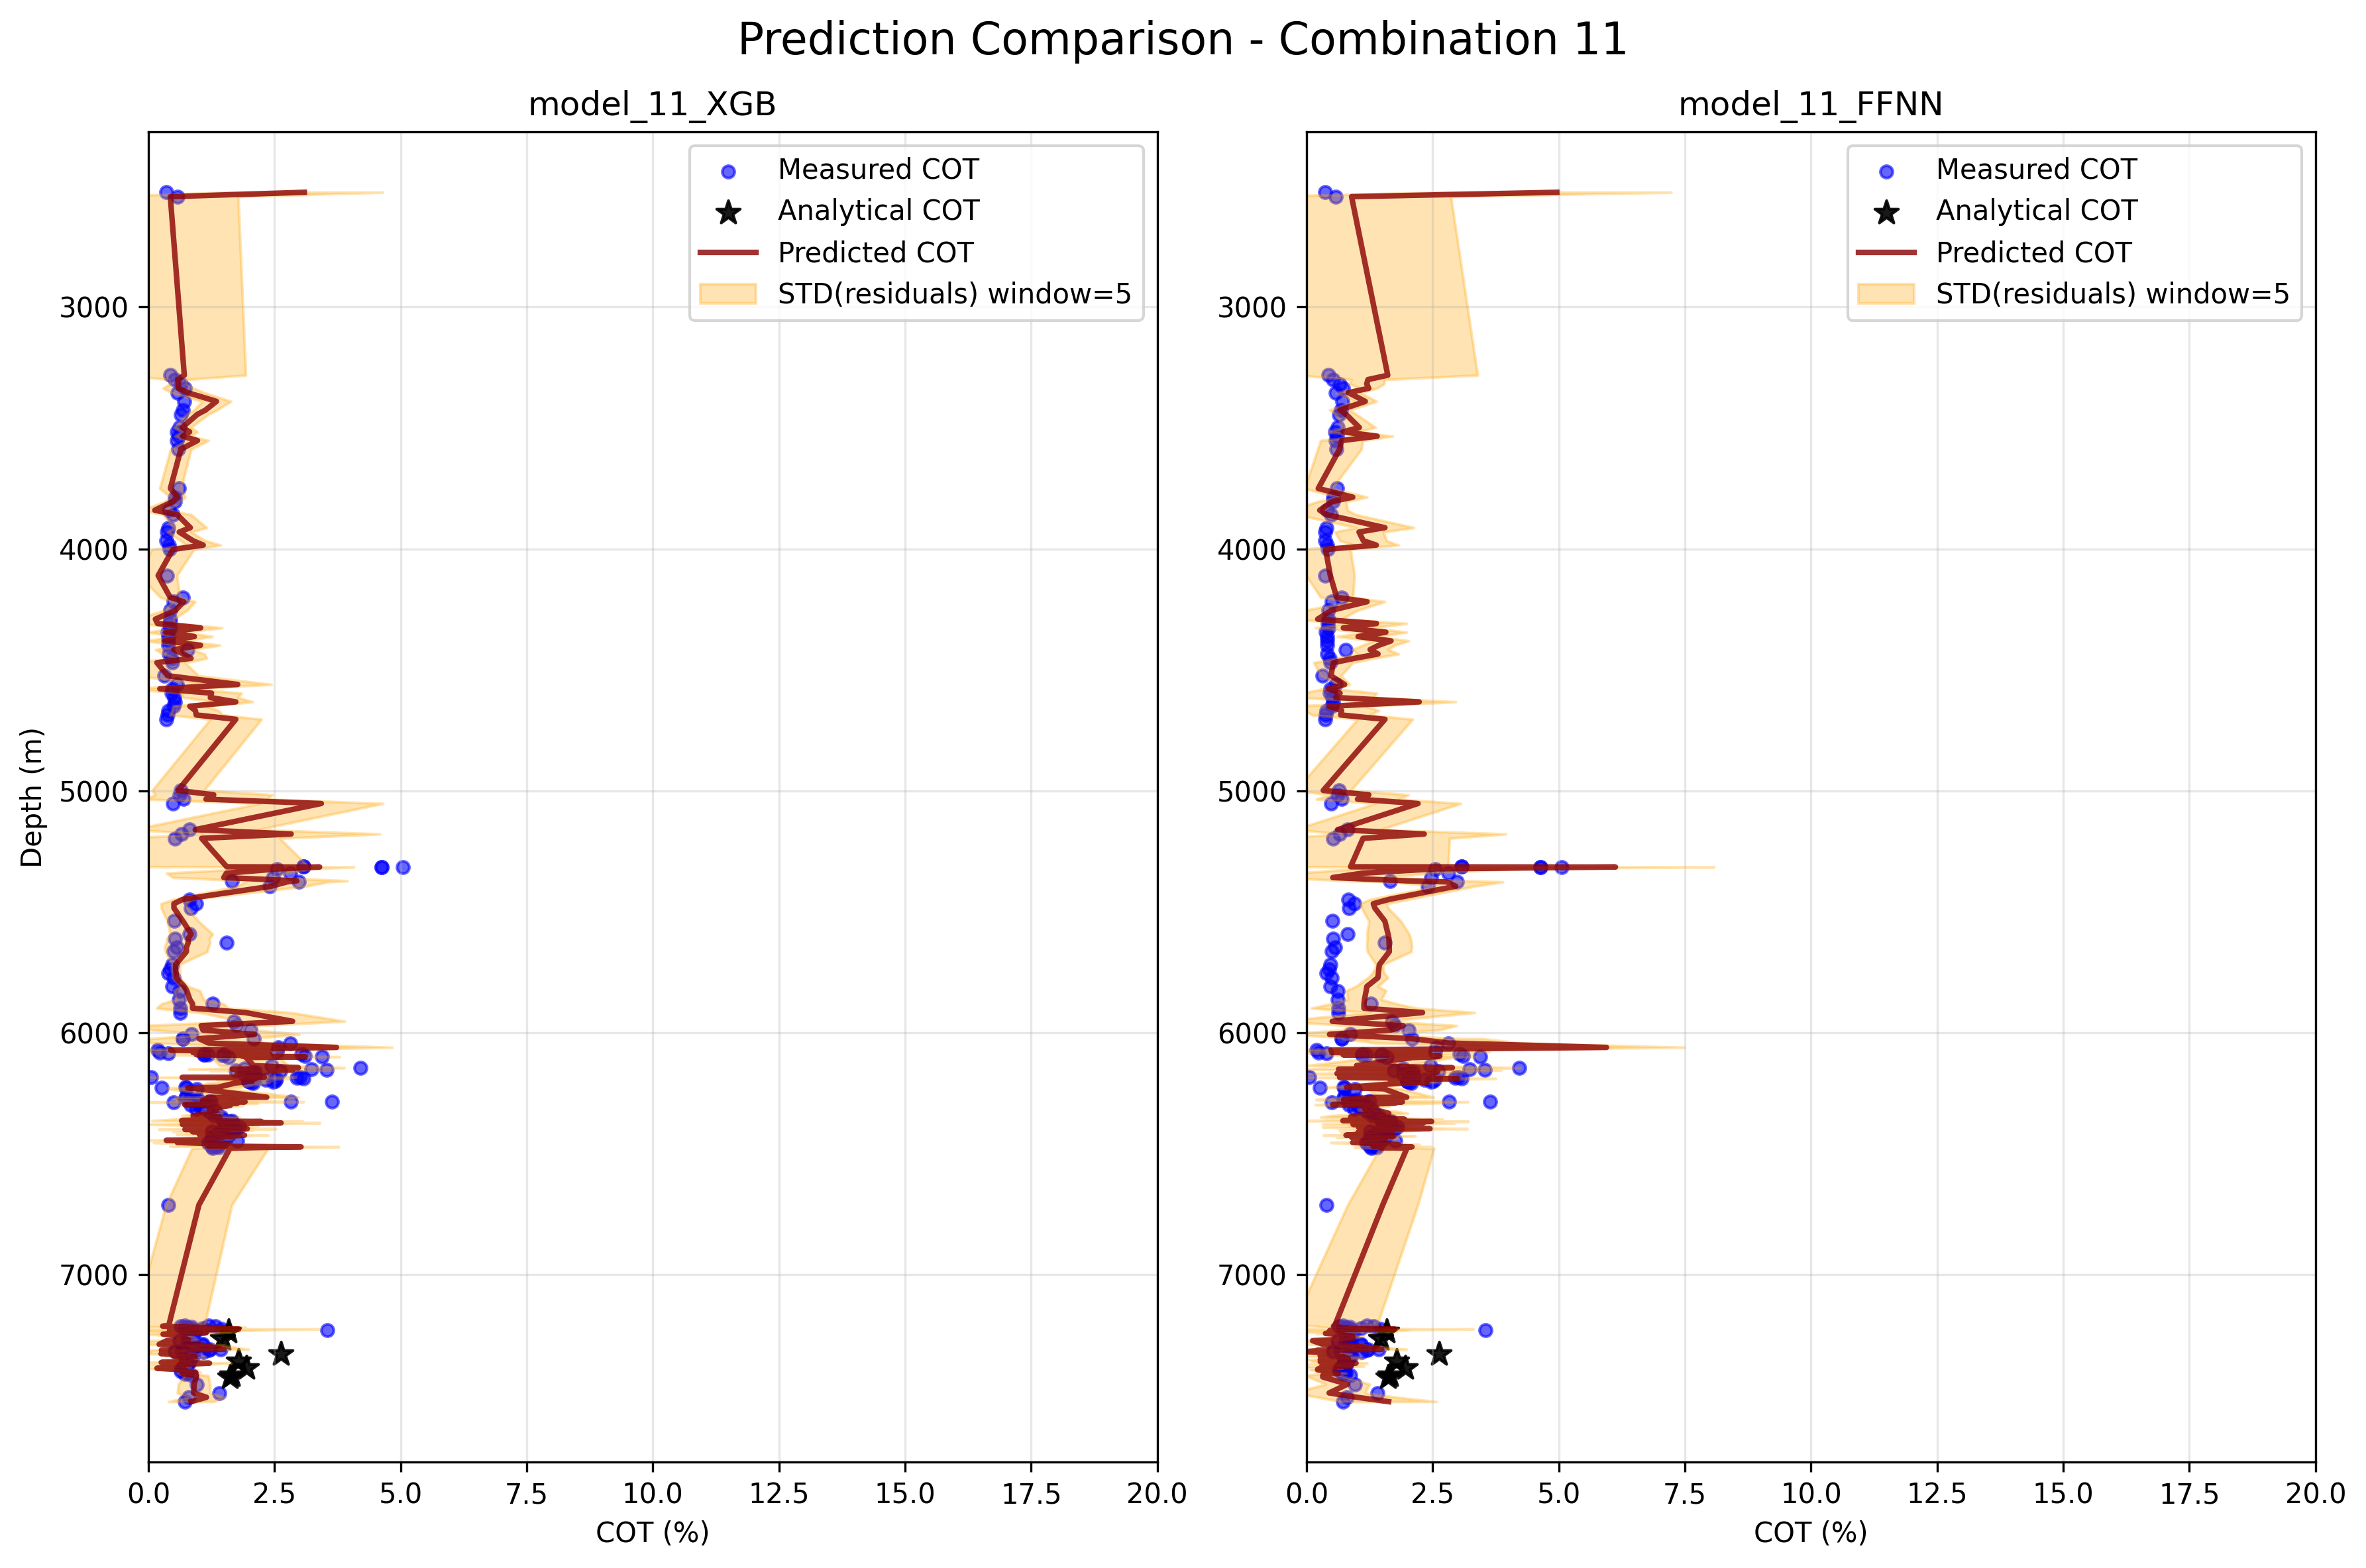 Prediction Comparison - Combination 11
model_11_XGB
Measured COT
Analytical COT
Predicted COT
STD(residuals) window=5
3000
4000
5000
6000
7000
Depth (m)
0.0 2.5 5.0 7.5 10.0 12.5 15.0 17.5 20.0
COT (%)
model_11_FFNN
Measured COT
Analytical COT
Predicted COT
STD(residuals) window=5
3000
4000
5000
6000
7000
0.0 2.5 5.0 7.5 10.0 12.5 15.0 17.5 20.0
COT (%)